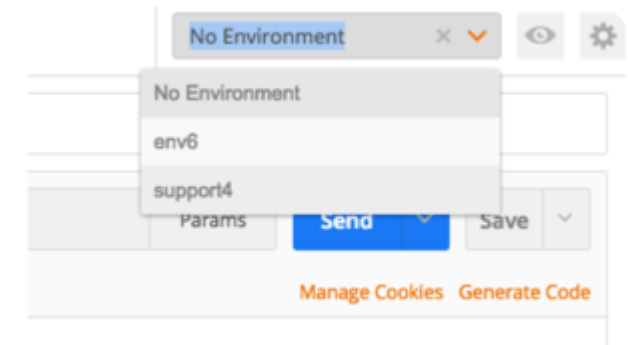 No Environment
No Environment
env6
support4
Params Send Save
Manage Cookies Generate Code